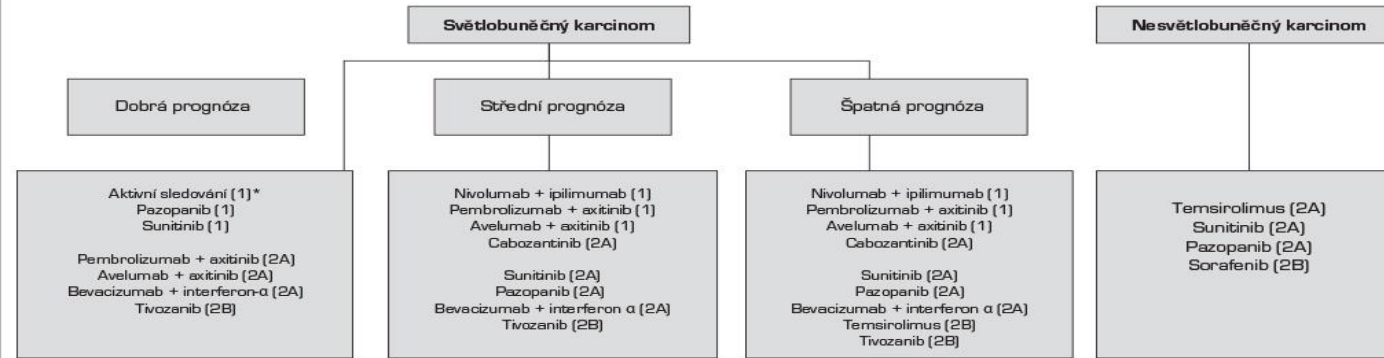 Světlobuněčný karcinom
Nesvětlobuněčný karcinom
Dobrá prognóza
Střední prognóza
Špatná prognóza
Aktivní sledování (1)*
Pazopanib (1)
Sunitinib (1)
Pembrolizumab + axitinib (2A)
Avelumab + axitinib (2A)
Bevacizumab + interferon-α (2A)
Tivozanib (2B)
Nivolumab + ipilimumab (1)
Pembrolizumab + axitinib (1)
Avelumab + axitinib (1)
Cabozantinib (2A)
Sunitinib (2A)
Pazopanib (2A)
Bevacizumab + interferon α (2A)
Tivozanib (2B)
Nivolumab + ipilimumab (1)
Pembrolizumab + axitinib (1)
Avelumab + axitinib (1)
Cabozantinib (2A)
Sunitinib (2A)
Pazopanib (2A)
Bevacizumab + interferon α (2A)
Temsirolimus (2B)
Tivozanib (2B)
Temsirolimus (2A)
Sunitinib (2A)
Pazopanib (2A)
Sorafenib (2B)